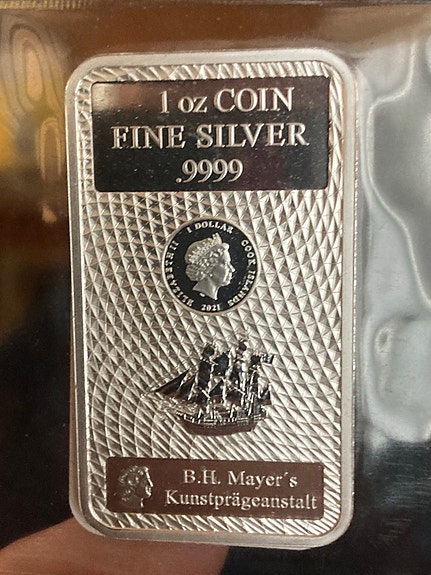 1 oz COIN
FINE SILVER
.9999
ELIZABETH II 1 DOLLAR COOK ISLANDS
2021
B.H. Mayer´s
Kunstprägeanstalt